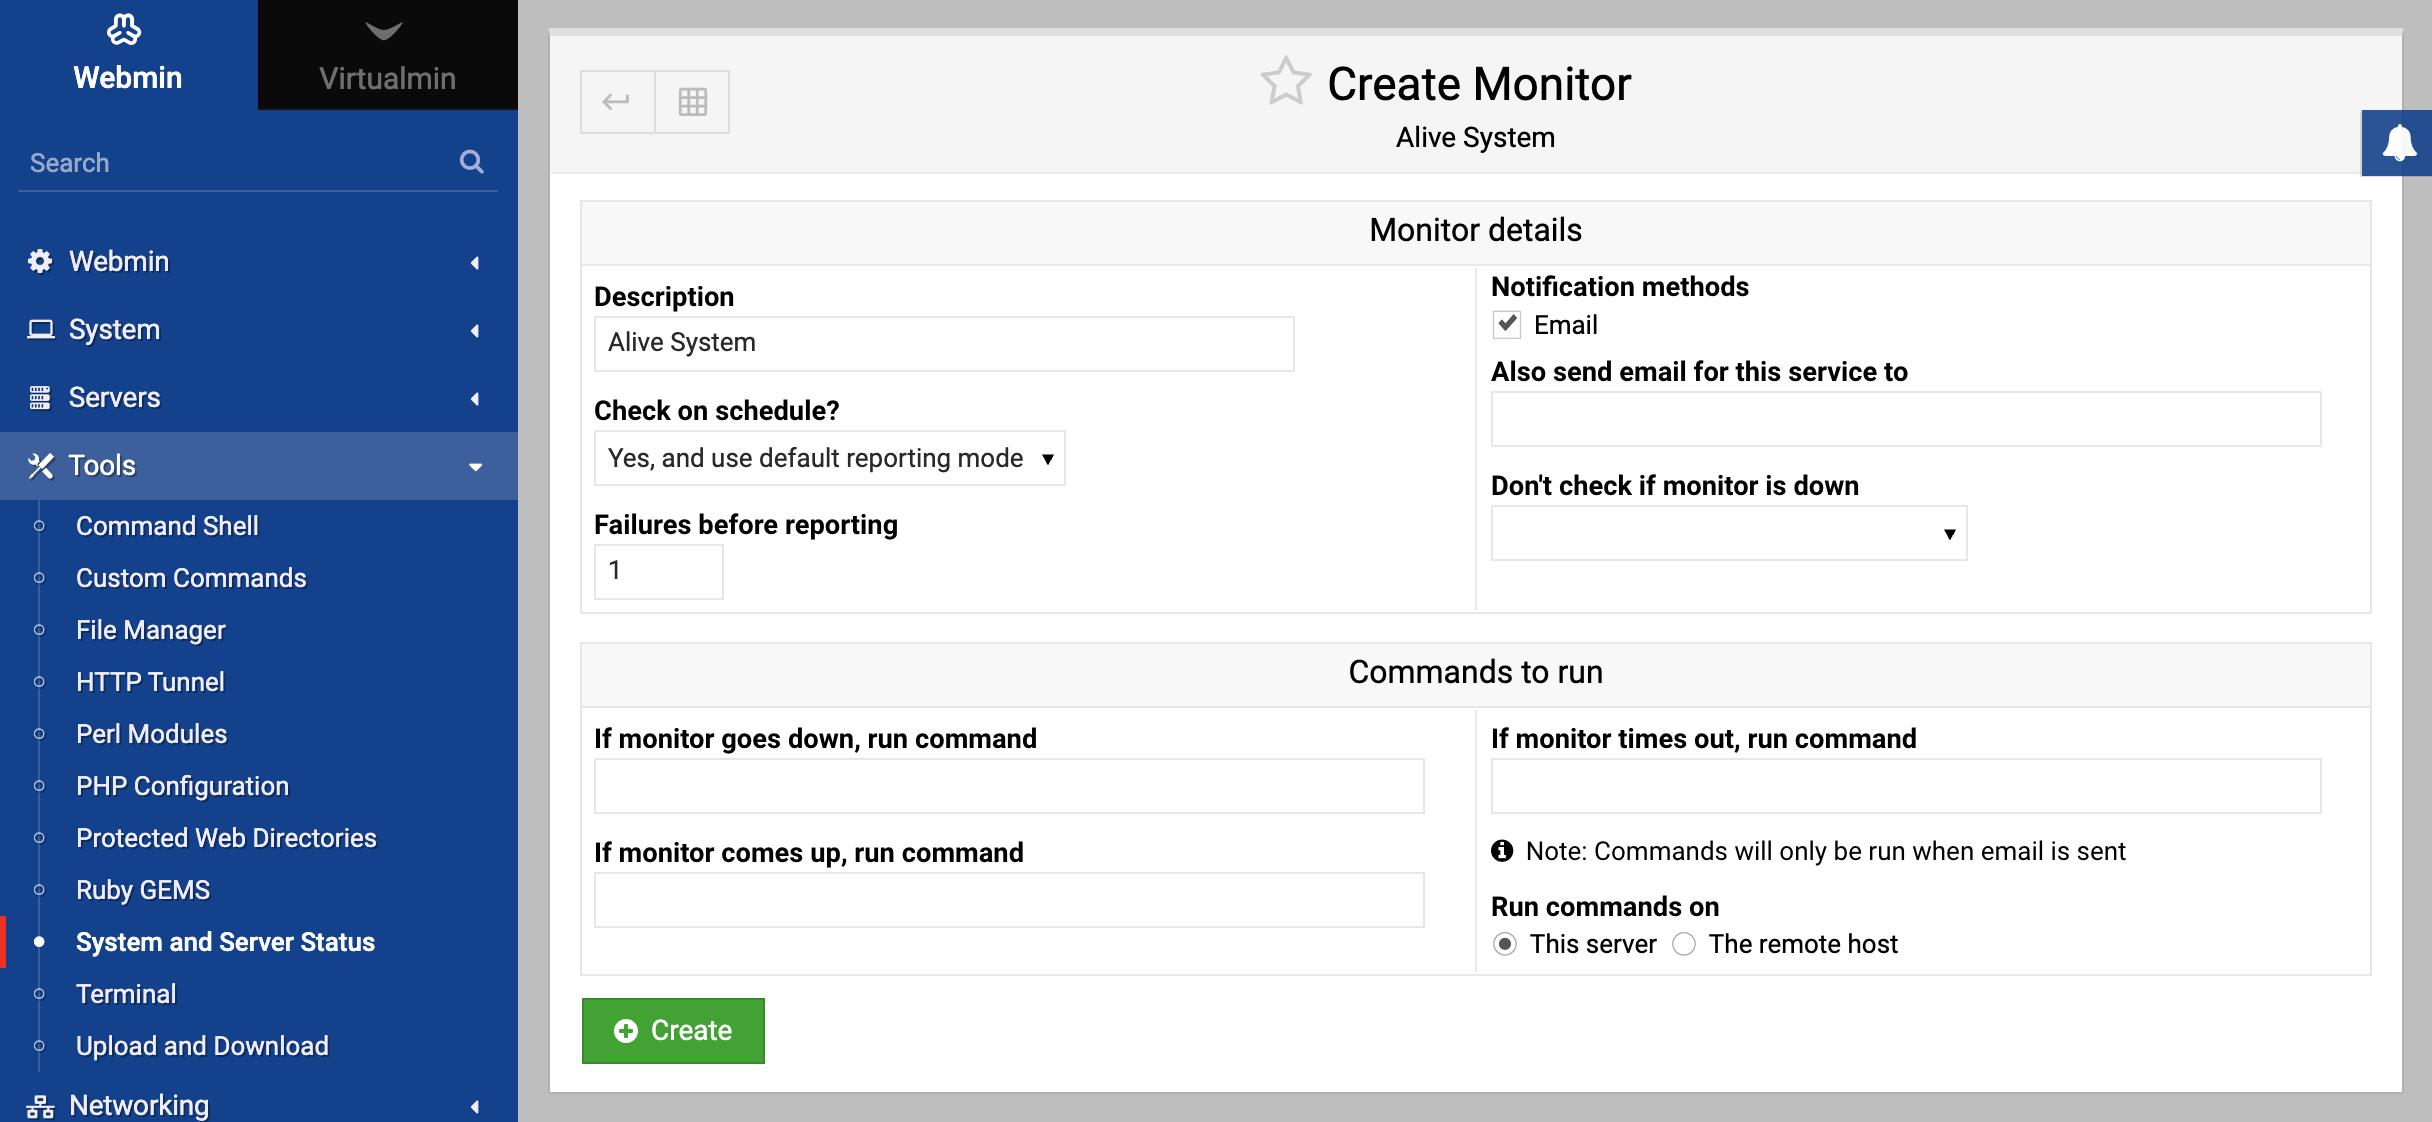 Webmin
Virtualmin
Search
Webmin
System
Servers
Tools
Command Shell
Custom Commands
File Manager
HTTP Tunnel
Perl Modules
PHP Configuration
Protected Web Directories
Ruby GEMS
System and Server Status
Terminal
Upload and Download
Networking
Create Monitor
Alive System
Monitor details
Description
Alive System
Check on schedule?
Yes, and use default reporting mode
Failures before reporting
1
Notification methods
Email
Also send email for this service to
Don't check if monitor is down
Commands to run
If monitor goes down, run command
If monitor comes up, run command
If monitor times out, run command
Note: Commands will only be run when email is sent
Run commands on
This server The remote host
Create